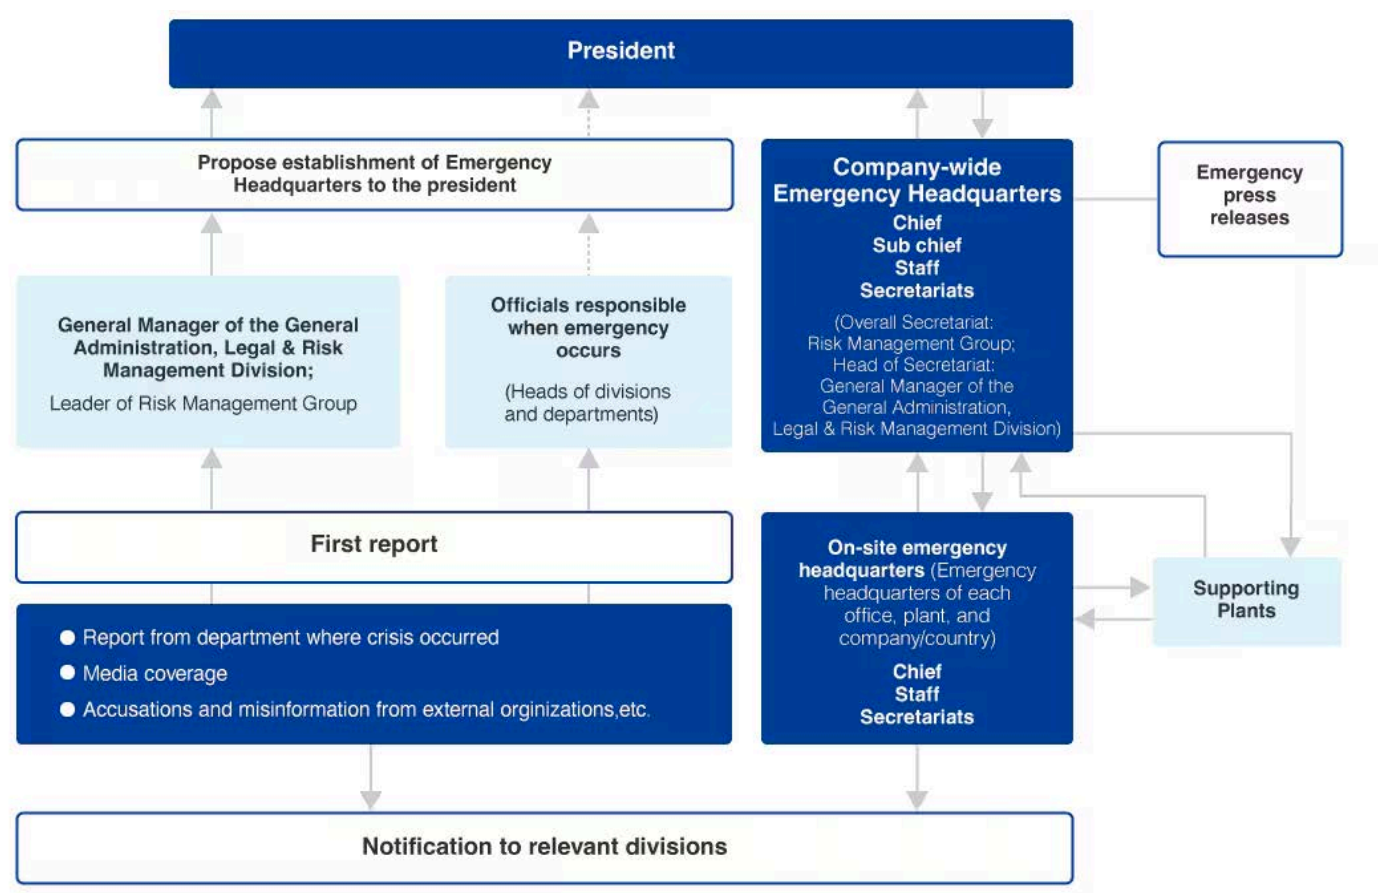 President
Propose establishment of Emergency
Headquarters to the president
General Manager of the General
Administration, Legal & Risk
Management Division;
Leader of Risk Management Group
Officials responsible
when emergency
occurs
(Heads of divisions
and departments)
First report
● Report from department where crisis occurred
● Media coverage
● Accusations and misinformation from external orginizations,etc.
Company-wide
Emergency Headquarters
Chief
Sub chief
Staff
Secretariats
(Overall Secretariat:
Risk Management Group;
Head of Secretariat:
General Manager of the
General Administration,
Legal & Risk Management Division)
Emergency
press
releases
On-site emergency
headquarters (Emergency
headquarters of each
office, plant, and
company/country)
Chief
Staff
Secretariats
Supporting
Plants
Notification to relevant divisions